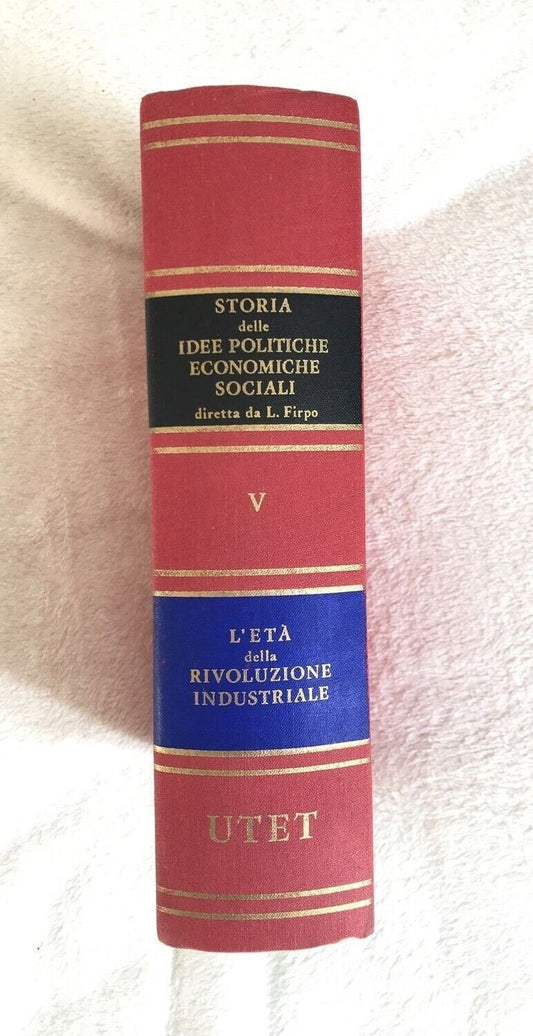 STORIA
delle
IDEE POLITICHE
ECONOMICHE
SOCIALI
diretta da L. Firpo
V
L'ETÀ
della
RIVOLUZIONE
INDUSTRIALE
UTET